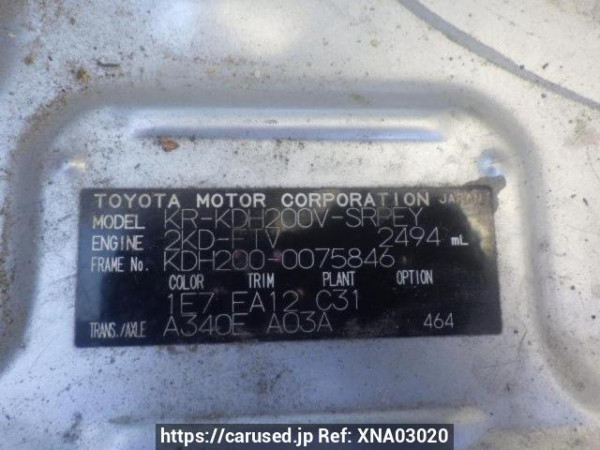 TOYOTA MOTOR CORPORATION JAPAN
MODEL KR-KDH200V-SRPEY
ENGINE 2KD-FTV 2494 mL
FRAME No. KDH200-0075846
COLOR TRIM PLANT OPTION
1E7 FA12 C31
TRANS./AXLE A340E A03A 464
https://carused.jp Ref: XNA03020